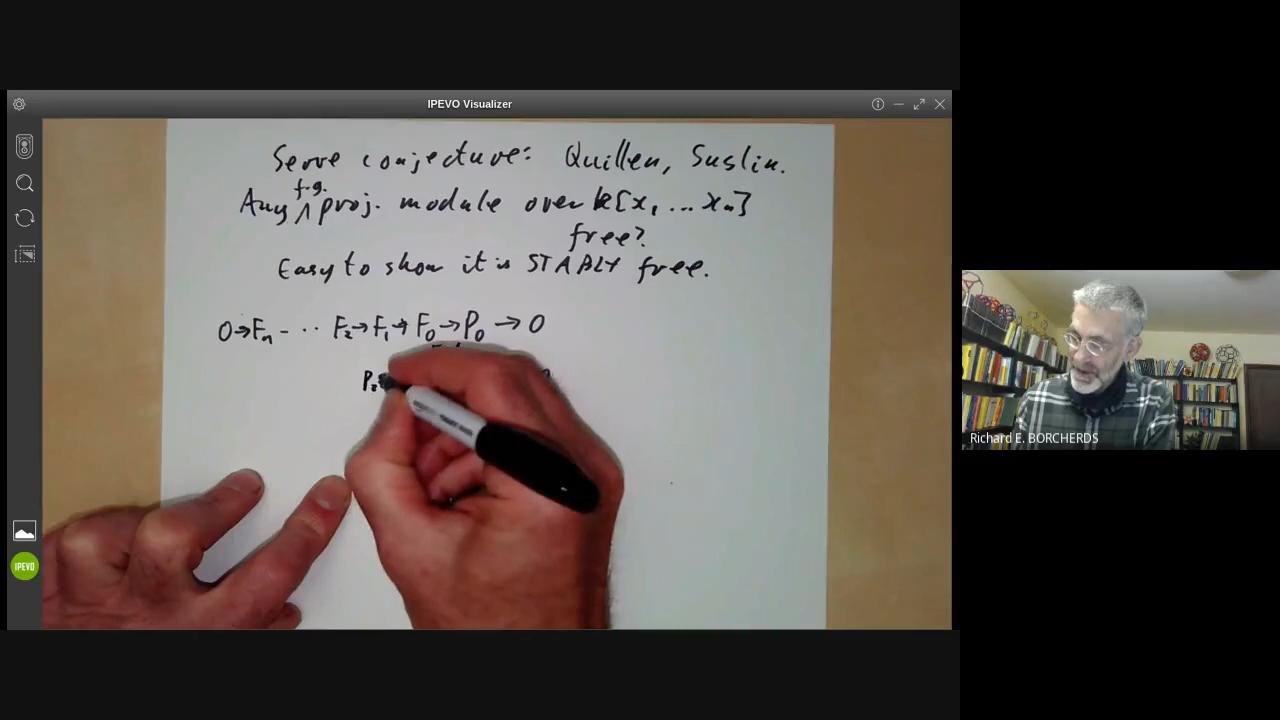 IPEVO Visualizer
Serre conjecture: Quillen, Suslin.
f.g.
Any ∧ proj. module over k[x₁ ... xₙ]
free?
Easy to show it is STABLY free.
0→Fₙ - ·· F₂→F₁→F₀→P₀→0
P₂
IPEVO
Richard E. BORCHERDS